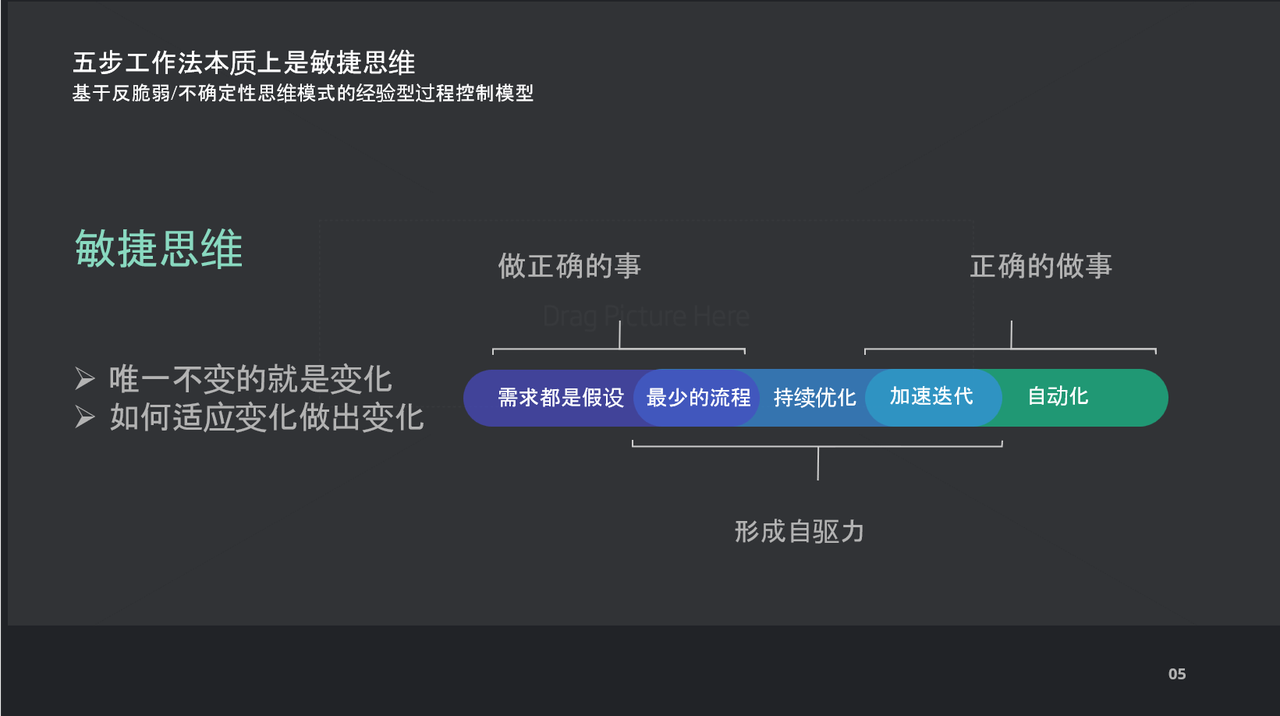 五步工作法本质上是敏捷思维
基于反脆弱/不确定性思维模式的经验型过程控制模型
敏捷思维
➢ 唯一不变的就是变化
➢ 如何适应变化做出变化
做正确的事
正确的做事
Drag Picture Here
需求都是假设
最少的流程
持续优化
加速迭代
自动化
形成自驱力
05